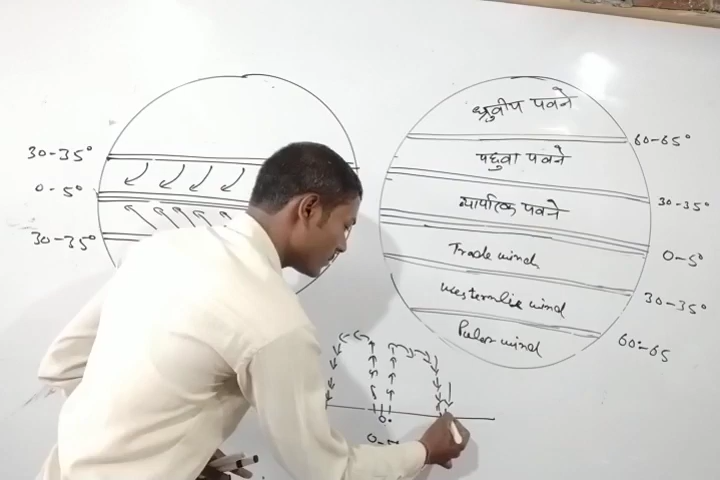 30-35°
0-5°
30-35°
ध्रुवीय पवने
60-65°
पछुवा पवने
30-35°
व्यापारिक पवने
0-5°
Trade wind
30-35°
westerlie wind
60-65
Polar wind
0-5